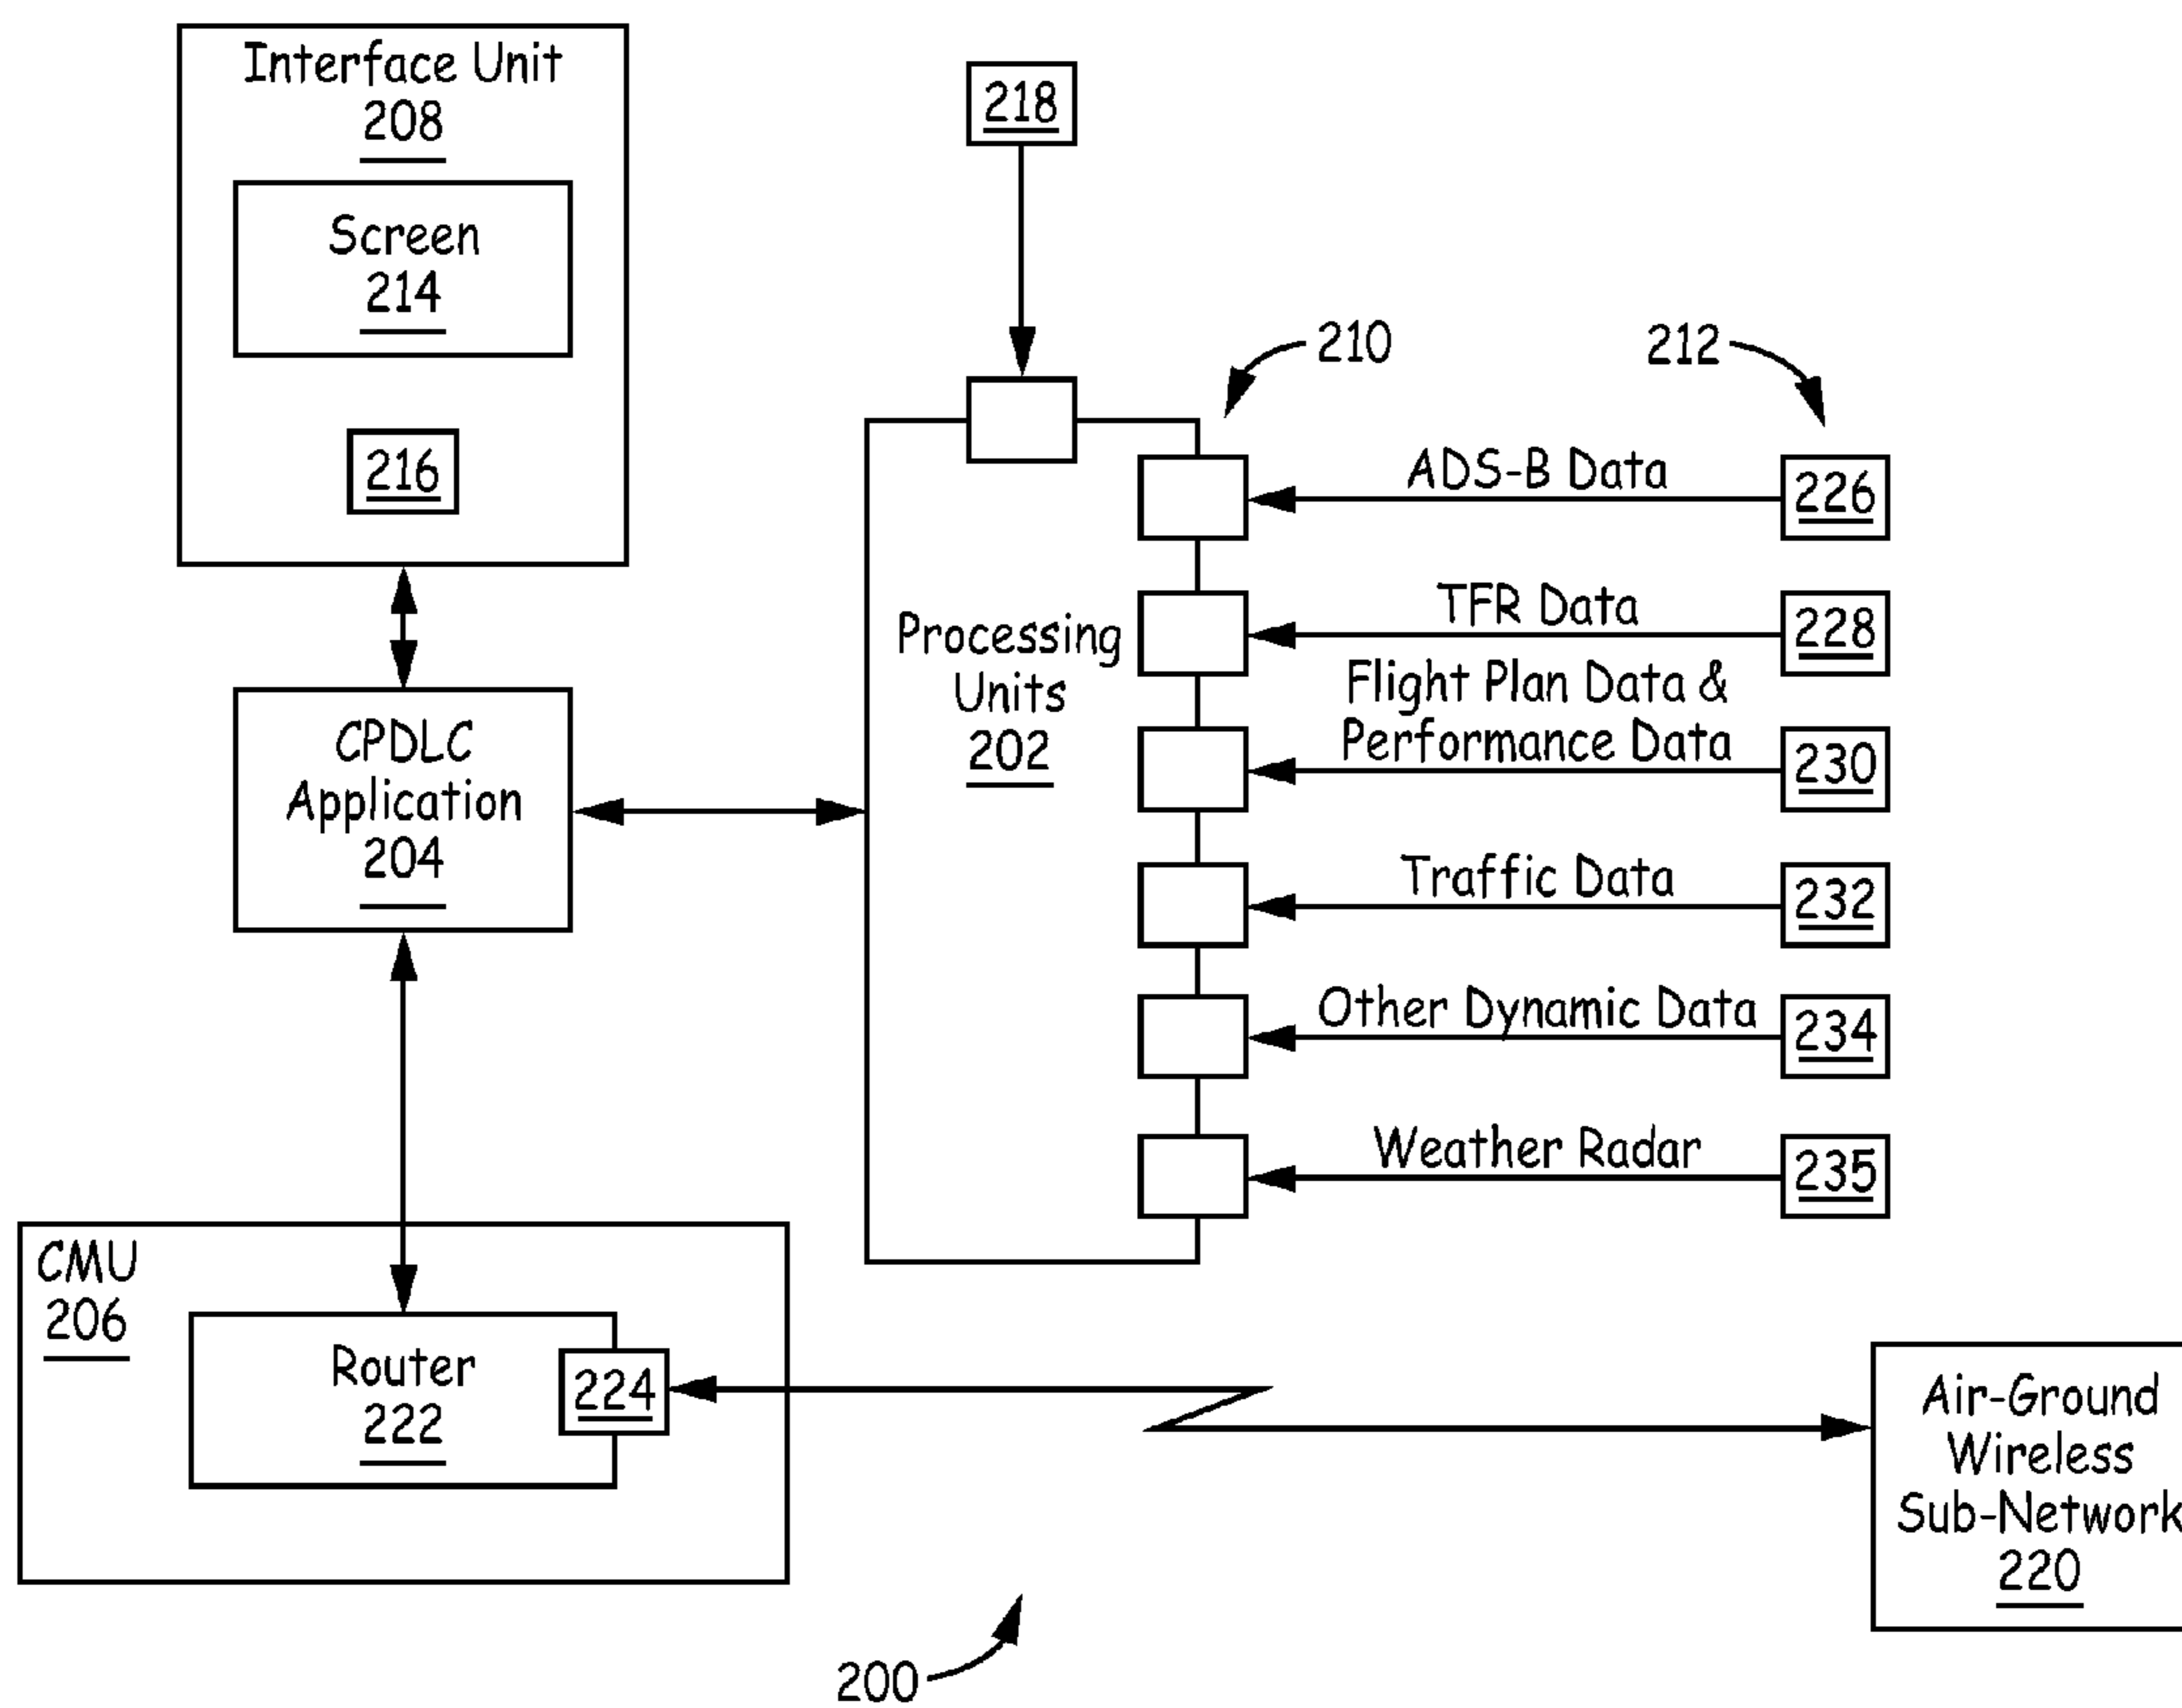 Interface Unit
208
Screen
214
216
218
210
212
Processing
Units
202
ADS-B Data
226
TFR Data
228
Flight Plan Data &
Performance Data
230
Traffic Data
232
Other Dynamic Data
234
Weather Radar
235
CPDLC
Application
204
CMU
206
Router
222
224
Air-Ground
Wireless
Sub-Network
220
200